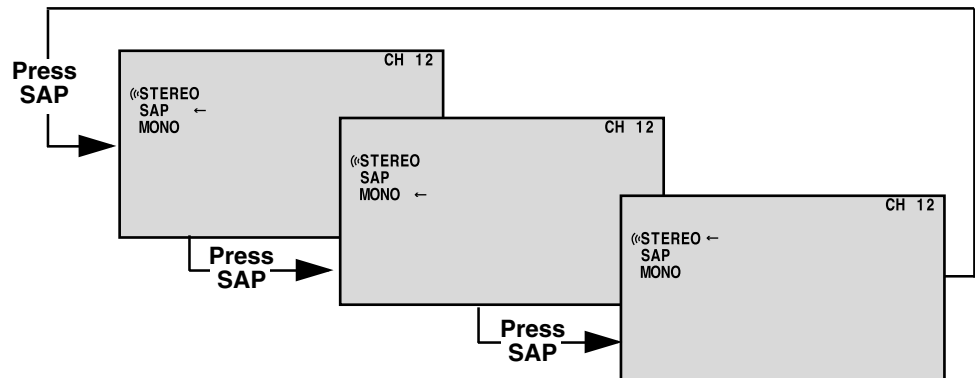 Press
SAP
CH 12
((STEREO
SAP ←
MONO
Press
SAP
CH 12
((STEREO
SAP
MONO ←
Press
SAP
CH 12
((STEREO ←
SAP
MONO